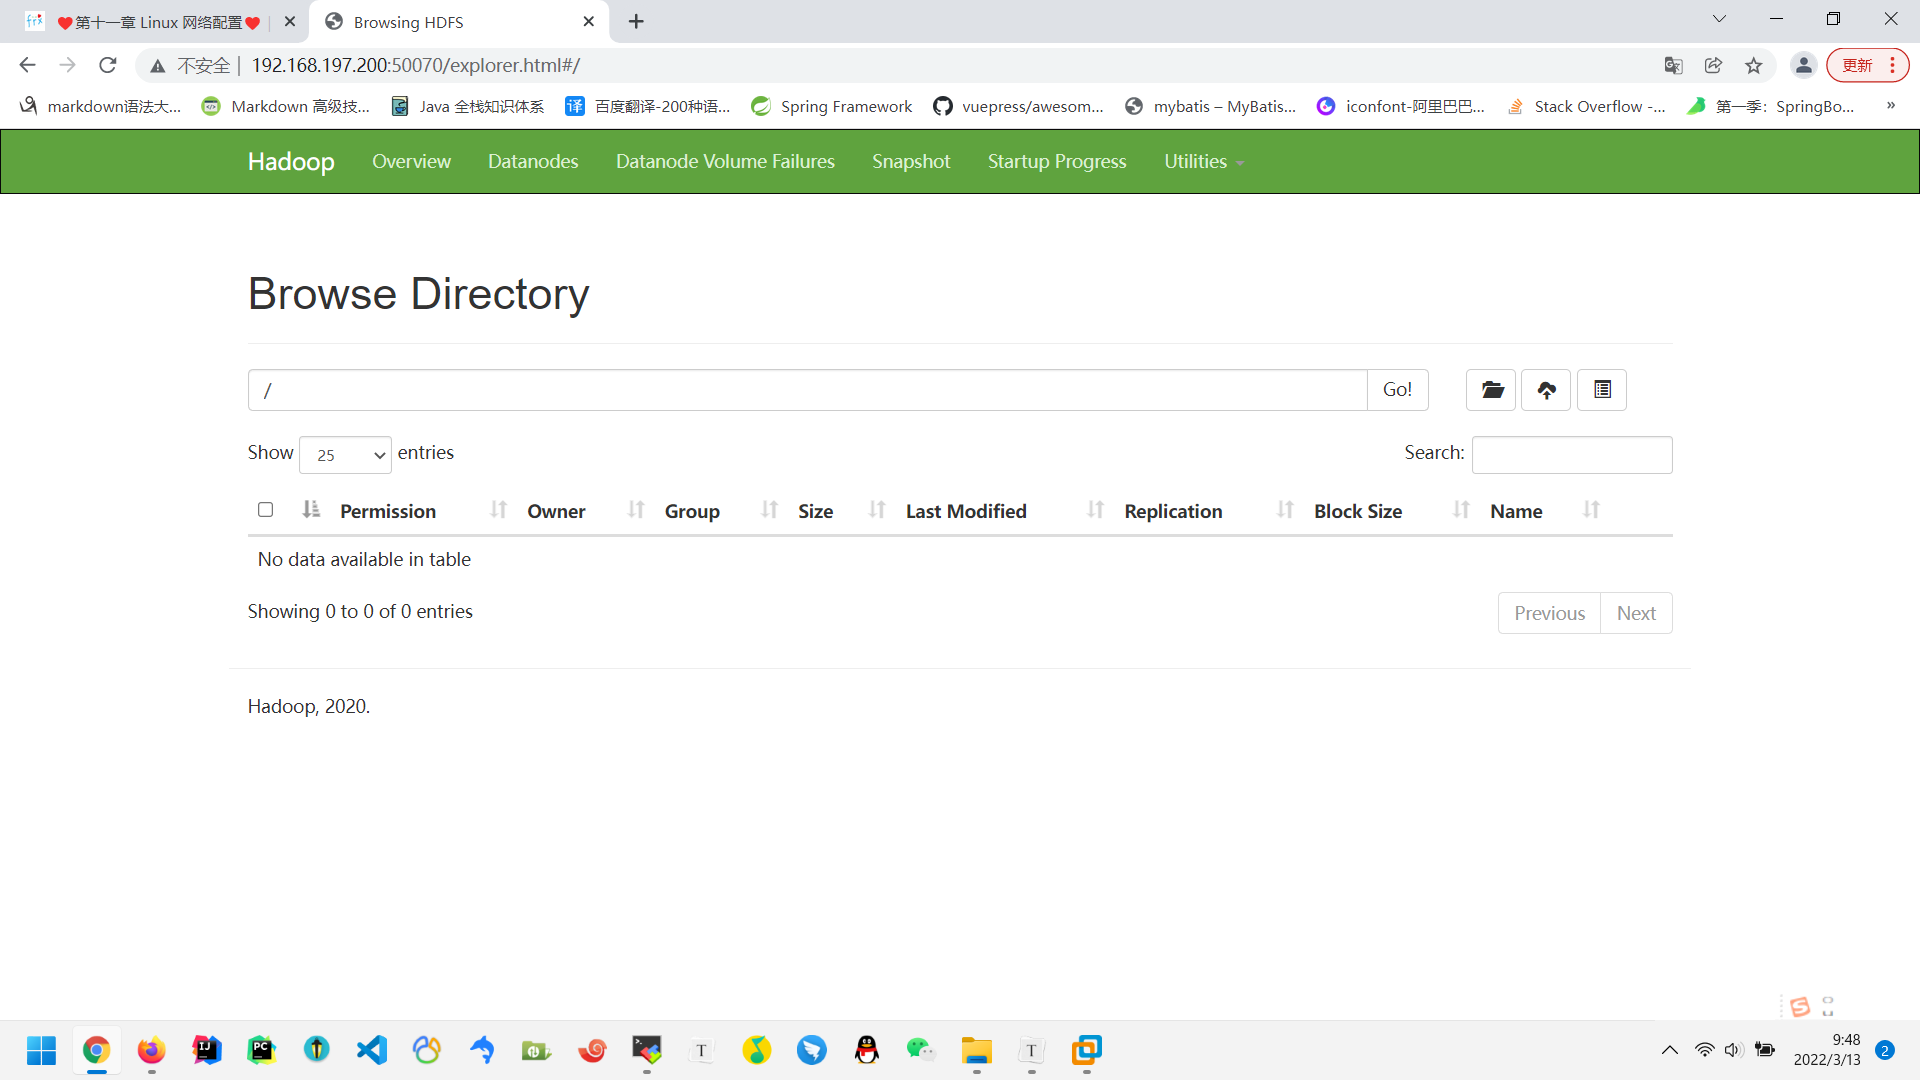 ❤️第十一章 Linux 网络配置❤️ |
Browsing HDFS
不安全 | 192.168.197.200:50070/explorer.html#/
更新
markdown语法大...
Markdown 高级技...
Java 全栈知识体系
译 百度翻译-200种语...
Spring Framework
vuepress/awesom...
mybatis – MyBatis...
iconfont-阿里巴巴...
Stack Overflow -...
第一季：SpringBo...
»
Hadoop Overview Datanodes Datanode Volume Failures Snapshot Startup Progress Utilities
Browse Directory
/ Go!
Show 25 entries Search:
Permission Owner Group Size Last Modified Replication Block Size Name
No data available in table
Showing 0 to 0 of 0 entries
Previous Next
Hadoop, 2020.
9:48
2022/3/13
2